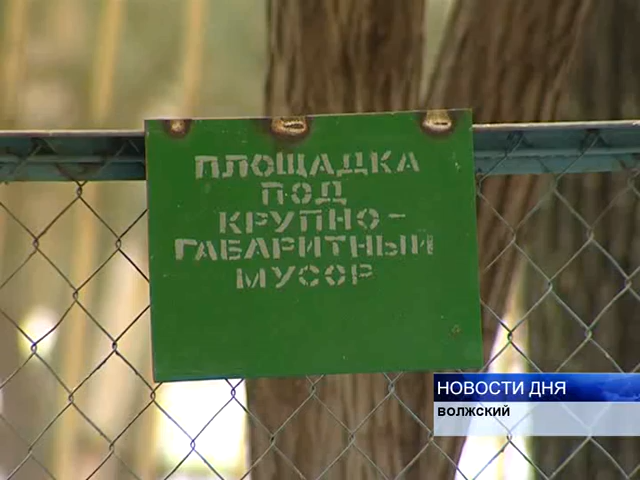 ПЛОЩАДКА
ПОД
КРУПНО-
ГАБАРИТНЫЙ
МУСОР
НОВОСТИ ДНЯ
ВОЛЖСКИЙ